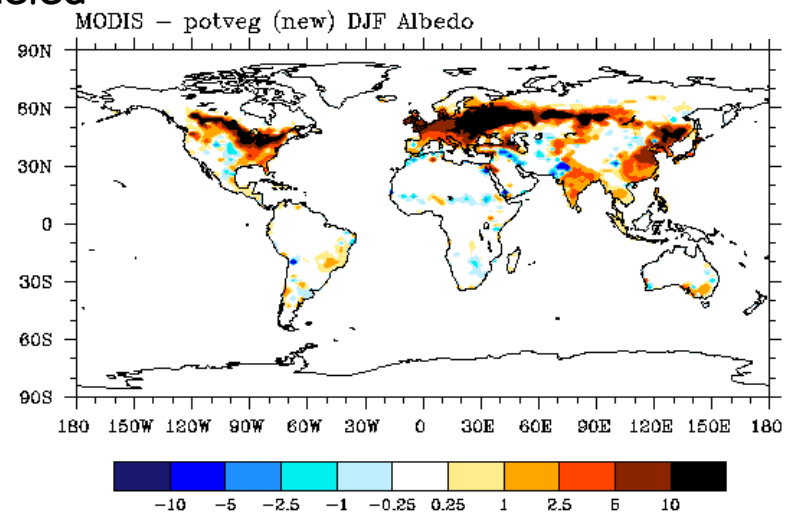 MODIS – potveg (new) DJF Albedo
90N
60N
30N
0
30S
60S
90S
180 150W 120W 90W 60W 30W 0 30E 60E 90E 120E 150E 180
−10 −5 −2.5 −1 −0.25 0.25 1 2.5 5 10